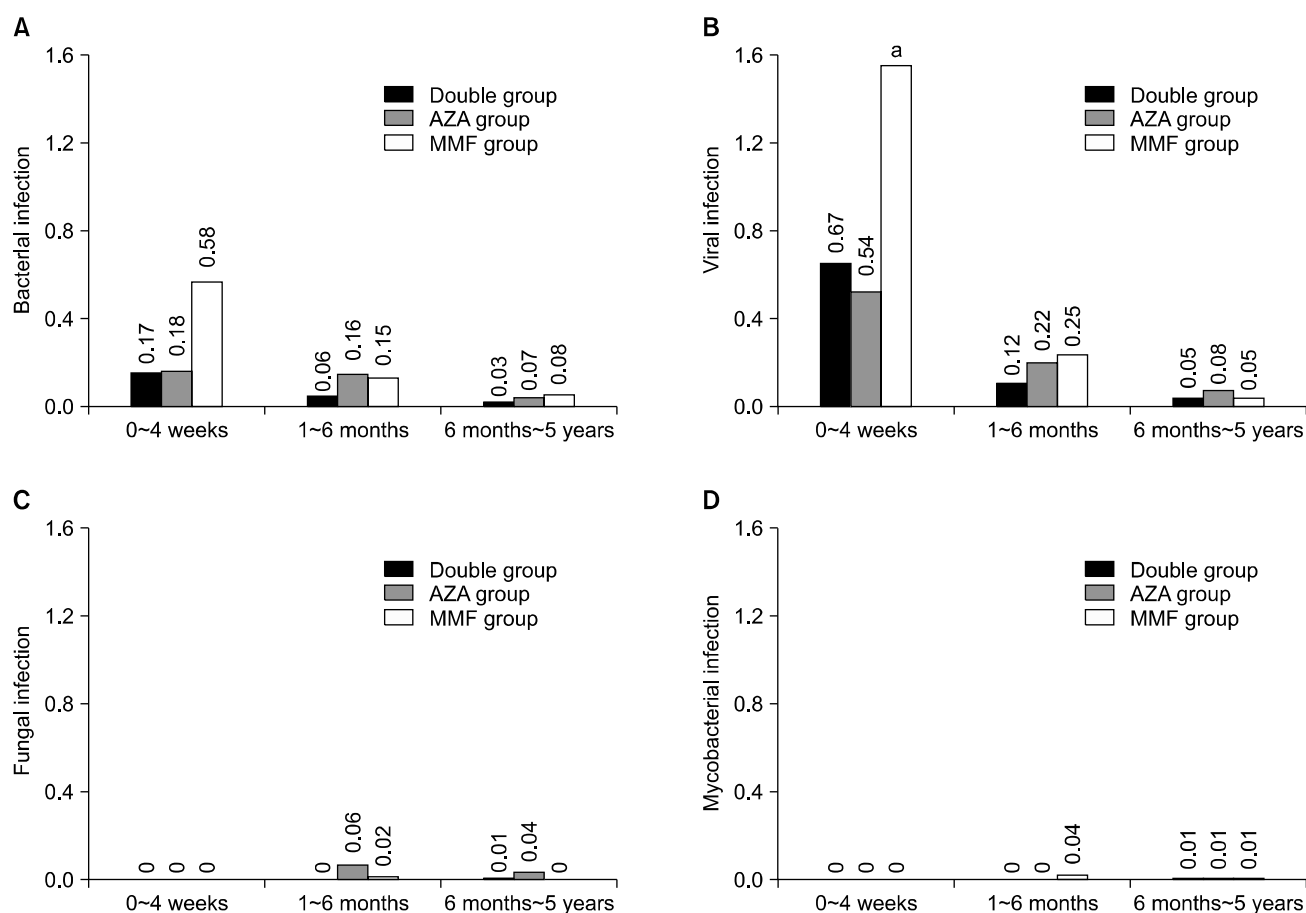 A
Bacterial infection
1.6
1.2
0.8
0.4
0.0
Double group
AZA group
MMF group
0.17
0.18
0.58
0.06
0.16
0.15
0.03
0.07
0.08
0~4 weeks
1~6 months
6 months~5 years
B
Viral infection
1.6
1.2
0.8
0.4
0.0
Double group
AZA group
MMF group
0.67
0.54
a
0.12
0.22
0.25
0.05
0.08
0.05
0~4 weeks
1~6 months
6 months~5 years
C
Fungal infection
1.6
1.2
0.8
0.4
0.0
Double group
AZA group
MMF group
0
0
0
0
0.06
0.02
0.01
0.04
0
0~4 weeks
1~6 months
6 months~5 years
D
Mycobacterial infection
1.6
1.2
0.8
0.4
0.0
Double group
AZA group
MMF group
0
0
0
0
0
0.04
0.01
0.01
0.01
0~4 weeks
1~6 months
6 months~5 years